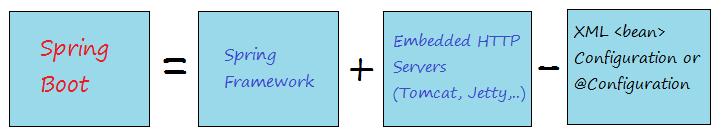 Spring
Boot
=
Spring
Framework
+
Embedded HTTP
Servers
(Tomcat, Jetty,..)
-
XML <bean>
Configuration or
@Configuration